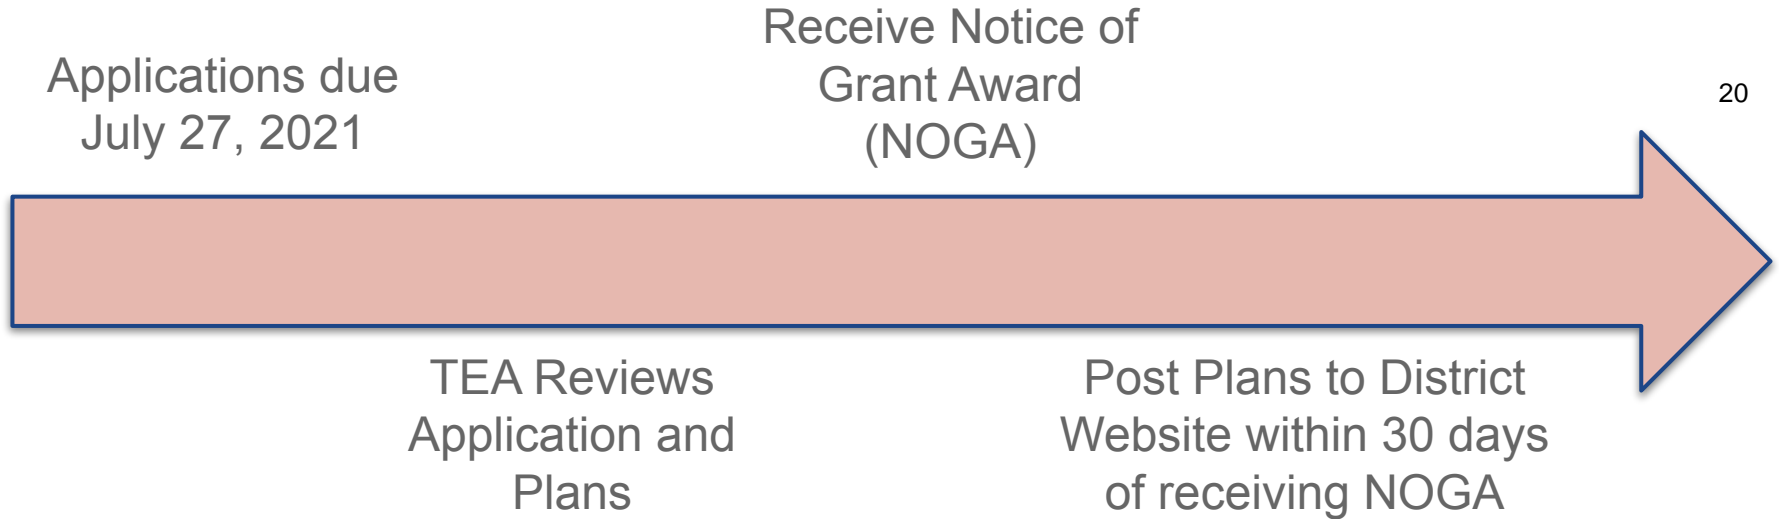 Applications due
July 27, 2021
Receive Notice of
Grant Award
(NOGA)
20
TEA Reviews
Application and
Plans
Post Plans to District
Website within 30 days
of receiving NOGA